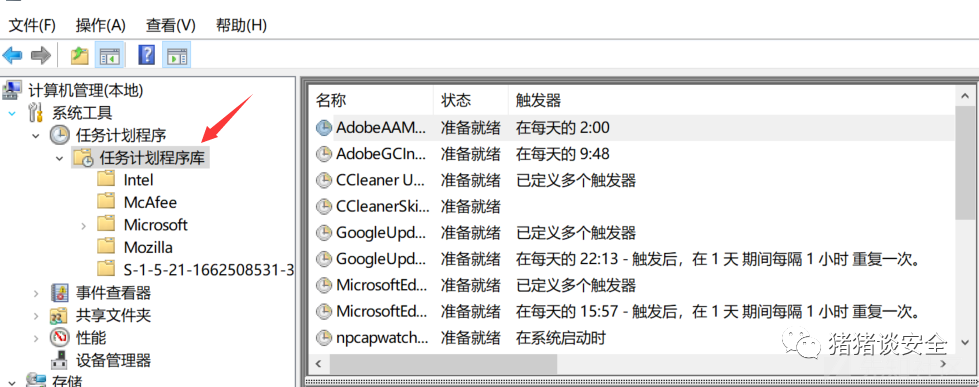 文件(F) 操作(A) 查看(V) 帮助(H)
计算机管理(本地)
系统工具
任务计划程序
任务计划程序库
Intel
McAfee
Microsoft
Mozilla
S-1-5-21-1662508531-3
事件查看器
共享文件夹
性能
设备管理器
存储
名称 状态 触发器
AdobeAAM... 准备就绪 在每天的 2:00
AdobeGCIn... 准备就绪 在每天的 9:48
CCleaner U... 准备就绪 已定义多个触发器
CCleanerSki... 准备就绪
GoogleUpd... 准备就绪 已定义多个触发器
GoogleUpd... 准备就绪 在每天的 22:13 - 触发后，在 1 天 期间每隔 1 小时 重复一次。
MicrosoftEd... 准备就绪 已定义多个触发器
MicrosoftEd... 准备就绪 在每天的 15:57 - 触发后，在 1 天 期间每隔 1 小时 重复一次。
npcapwatch... 准备就绪 在系统启动时
猪猪谈安全